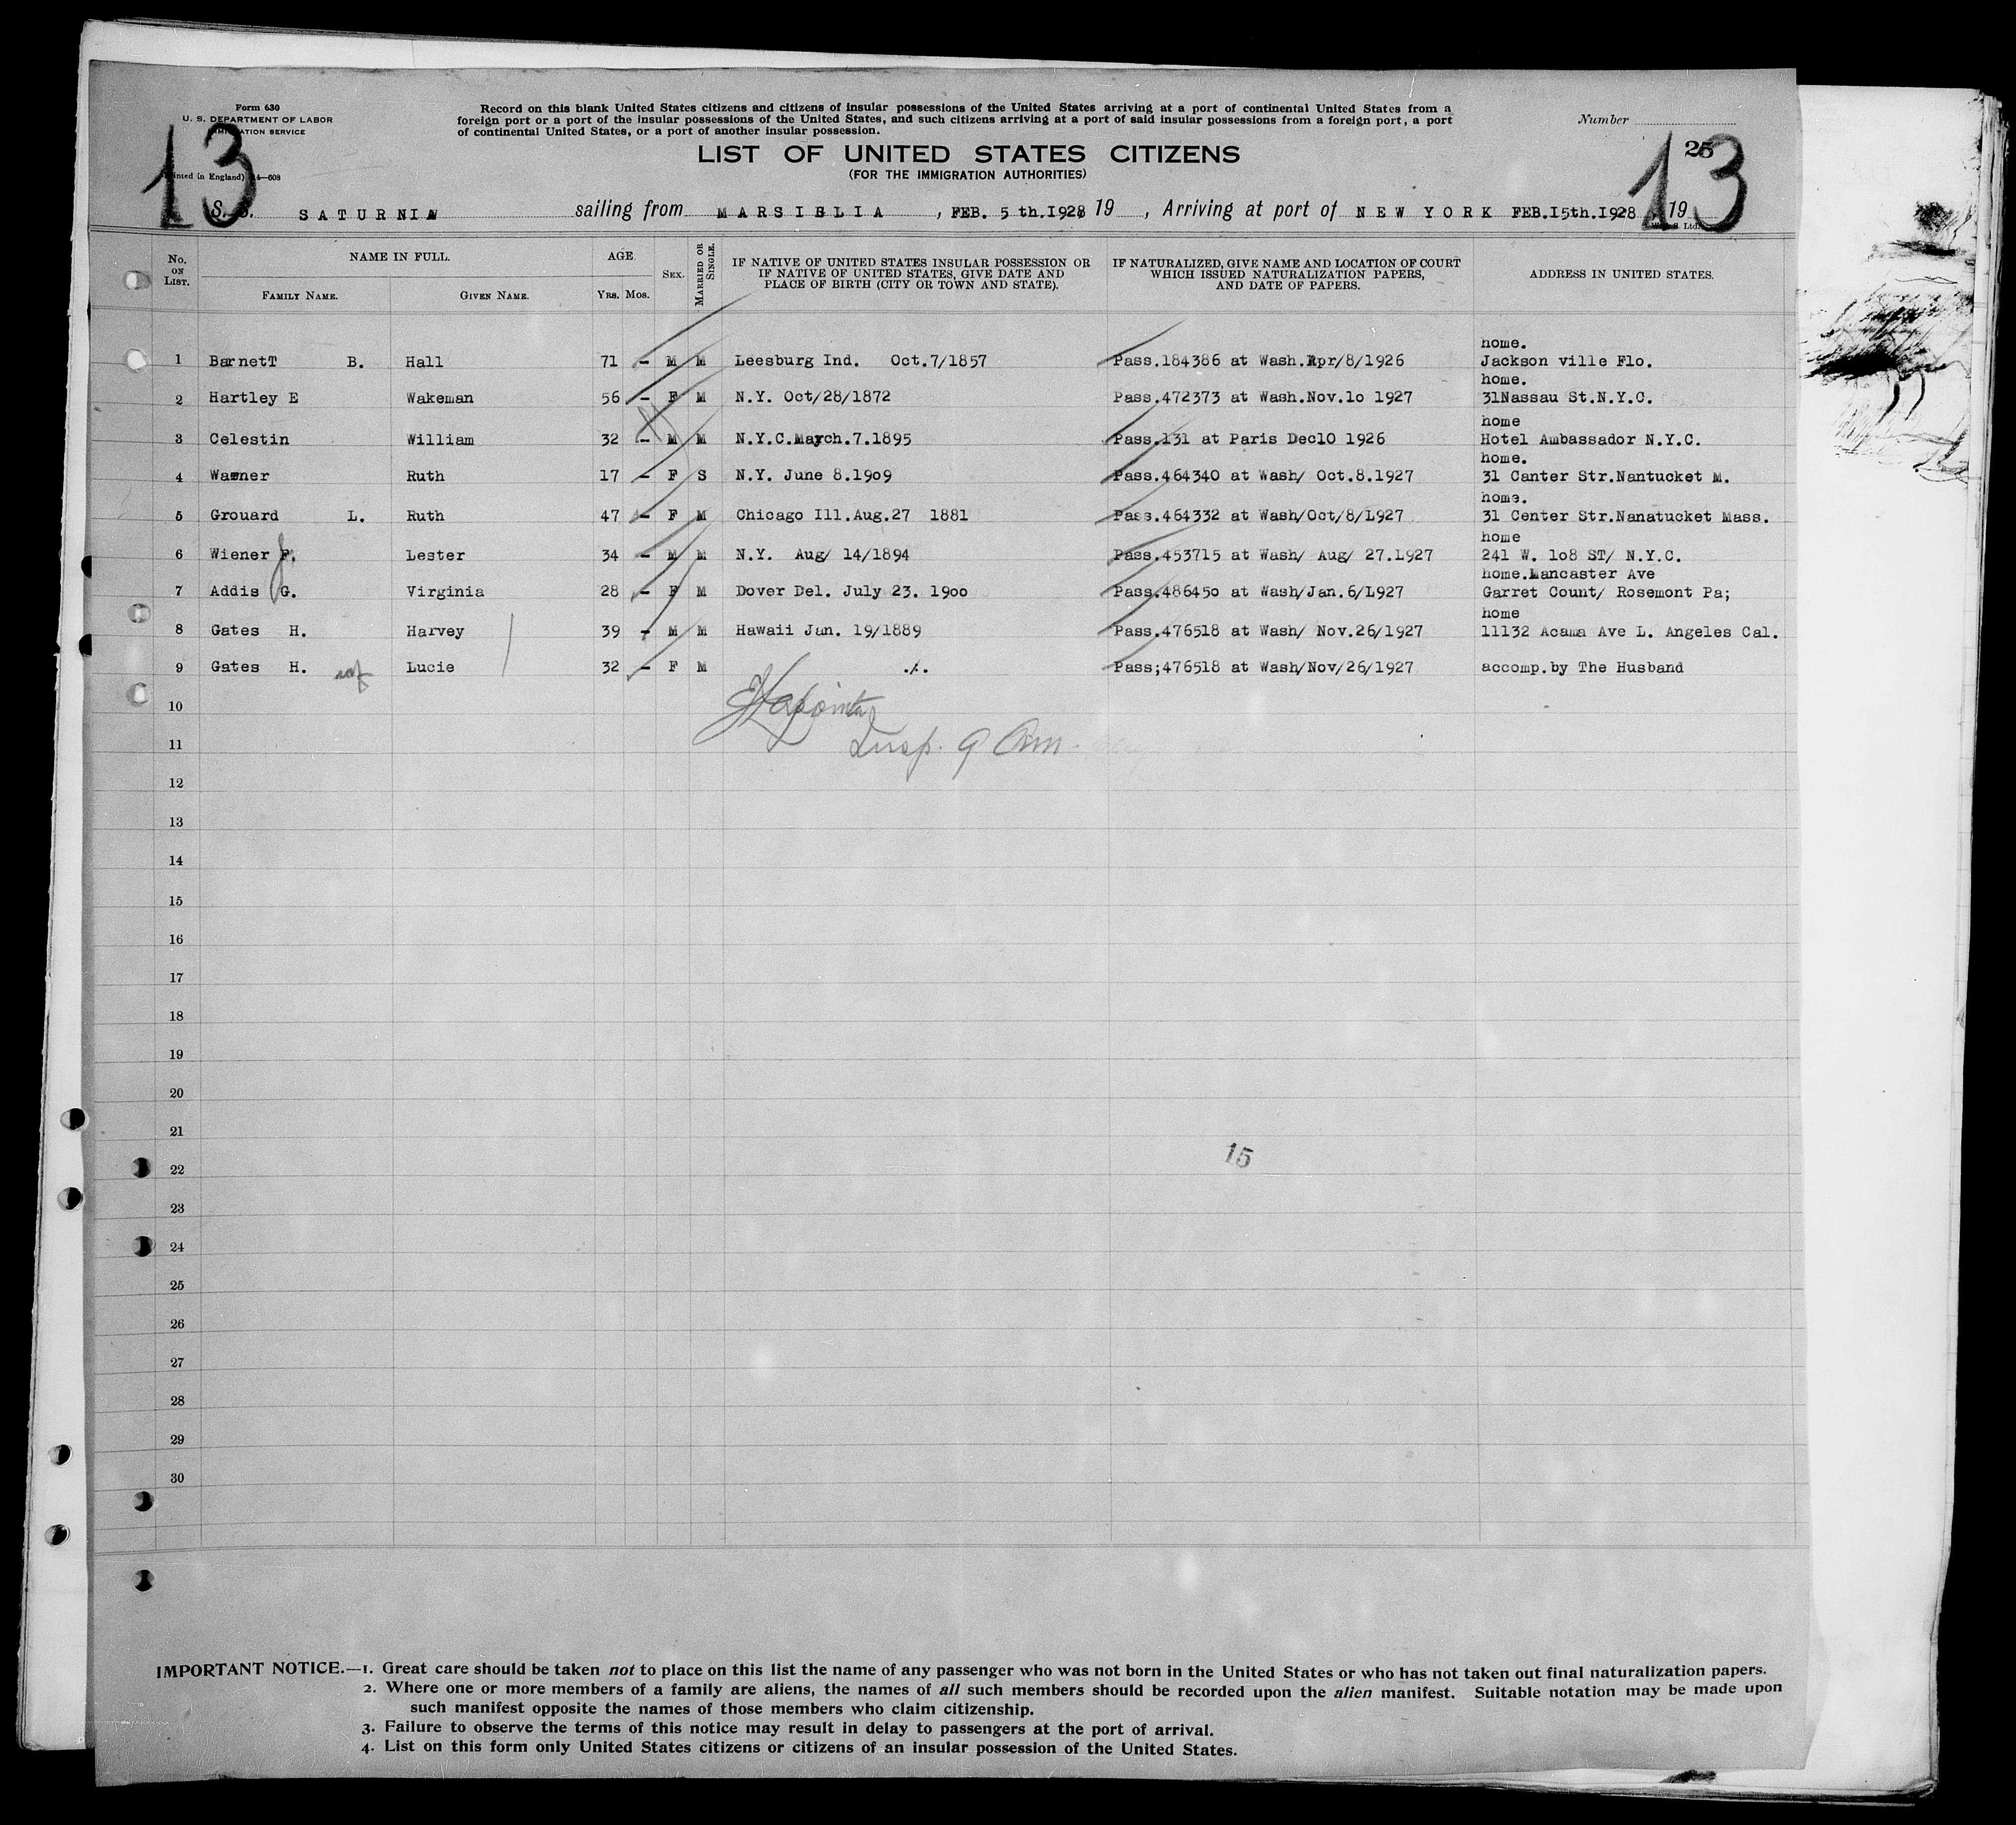 Form 630
U. S. DEPARTMENT OF LABOR
IMMIGRATION SERVICE
(Printed in England) 14—608
Record on this blank United States citizens and citizens of insular possessions of the United States arriving at a port of continental United States from a
foreign port or a port of the insular possessions of the United States, and such citizens arriving at a port of said insular possessions from a foreign port, a port
of continental United States, or a port of another insular possession.
Number
25
13
13
LIST OF UNITED STATES CITIZENS
(FOR THE IMMIGRATION AUTHORITIES)
S. S. SATURNIA sailing from MARSIGLIA, FEB. 5 th.1928 19 , Arriving at port of NEW YORK FEB.15th.1928 19
No. ON LIST. NAME IN FULL. AGE SEX. MARRIED OR SINGLE. IF NATIVE OF UNITED STATES INSULAR POSSESSION OR IF NATIVE OF UNITED STATES, GIVE DATE AND PLACE OF BIRTH (CITY OR TOWN AND STATE). IF NATURALIZED, GIVE NAME AND LOCATION OF COURT WHICH ISSUED NATURALIZATION PAPERS, AND DATE OF PAPERS. ADDRESS IN UNITED STATES.
FAMILY NAME. GIVEN NAME. YRS. MOS.
home.
1 BarnetT B. Hall 71 - M M Leesburg Ind. Oct.7/1857 Pass.184386 at Wash.Apr/8/1926 Jackson ville Flo.
home.
2 Hartley E Wakeman 56 - F M N.Y. Oct/28/1872 Pass.472373 at Wash.Nov.1o 1927 31Nassau St.N.Y.C.
home
3 Celestin William 32 - M M N.Y.C.March.7.1895 Pass.131 at Paris Dec10 1926 Hotel Ambassador N.Y.C.
home.
4 Warner Ruth 17 - F S N.Y. June 8.19o9 Pass.464340 at Wash/ Oct.8.1927 31 Canter Str.Nantucket M.
home.
5 Grouard L. Ruth 47 - F M Chicago Ill.Aug.27 1881 Pass.464332 at Wash/Oct/8/L927 31 Center Str.Nanatucket Mass.
home
6 Wiener F. J. Lester 34 - M M N.Y. Aug/ 14/1894 Pass.453715 at Wash/ Aug/ 27.L927 241 W. 1o8 ST/ N.Y.C.
home.Lancaster Ave
7 Addis G. Virginia 28 - F M Dover Del. July 23. 19oo Pass.48645o at Wash/Jan.6/L927 Garret Count/ Rosemont Pa;
home
8 Gates H. Harvey 39 - M M Hawaii Jan. 19/1889 Pass.476518 at Wash/ Nov.26/1927 11132 Acama Ave L. Angeles Cal.
9 Gates H. Lucie 32 - F M ./. Pass;476518 at Wash/Nov/26/1927 accomp.by The Husband
10
Insp. 9 Am.
11
12
13
14
15
16
17
18
19
20
21
15
22
23
24
25
26
27
28
29
30
IMPORTANT NOTICE.—1. Great care should be taken not to place on this list the name of any passenger who was not born in the United States or who has not taken out final naturalization papers.
2. Where one or more members of a family are aliens, the names of all such members should be recorded upon the alien manifest. Suitable notation may be made upon
such manifest opposite the names of those members who claim citizenship.
3. Failure to observe the terms of this notice may result in delay to passengers at the port of arrival.
4. List on this form only United States citizens or citizens of an insular possession of the United States.